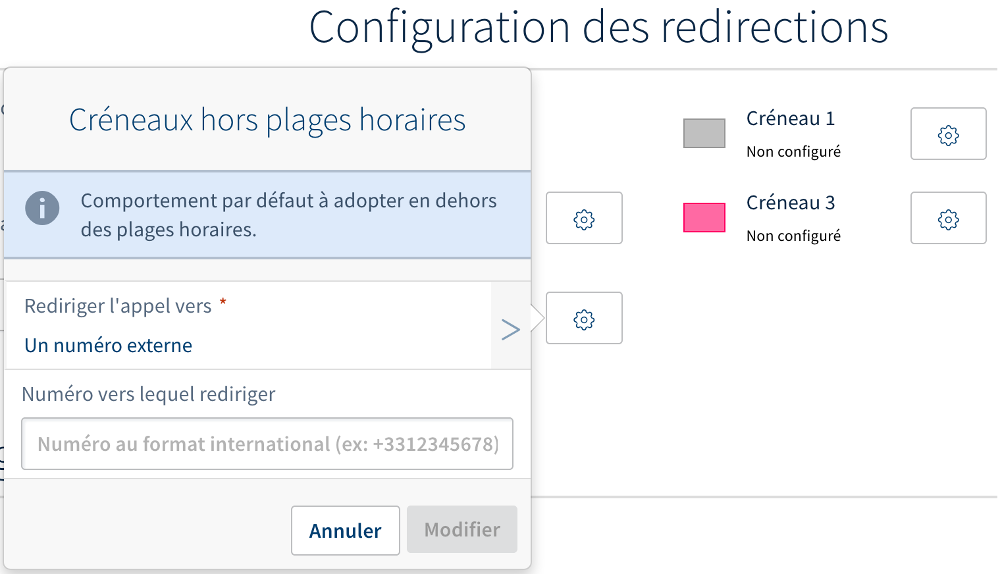 Configuration des redirections
Créneaux hors plages horaires
Comportement par défaut à adopter en dehors
des plages horaires.
Rediriger l'appel vers *
Un numéro externe
>
Numéro vers lequel rediriger
Numéro au format international (ex: +3312345678)
Annuler
Modifier
Créneau 1
Non configuré
Créneau 3
Non configuré